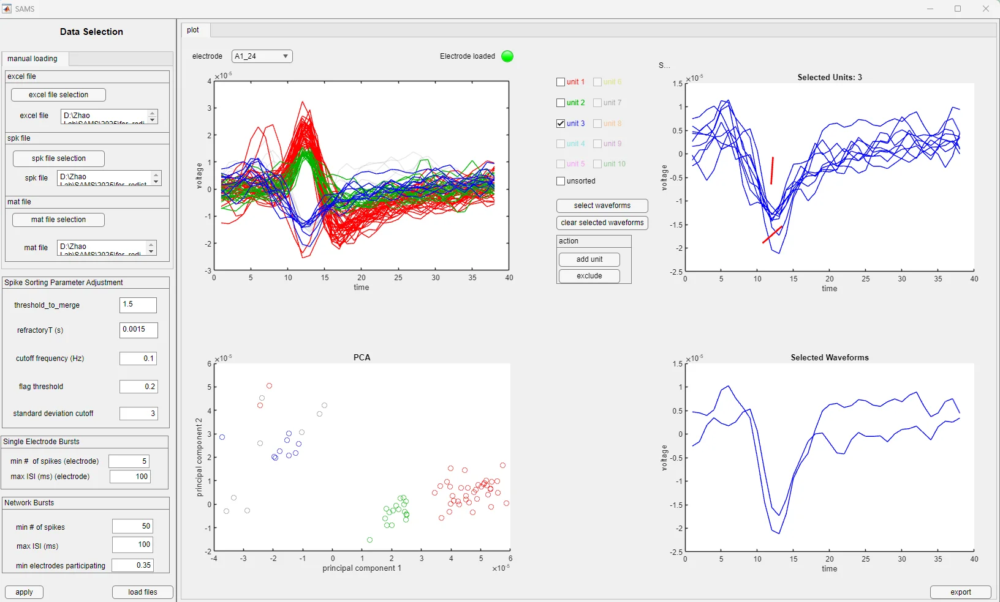 SAMS
Data Selection
manual loading
excel file
excel file selection
excel file
D:\Zhao
Lab\SAMS\2025\for_redi
spk file
spk file selection
spk file
D:\Zhao
Lab\SAMS\2025\for_redist
mat file
mat file selection
mat file
D:\Zhao
Lab\SAMS\2025\for_redi
Spike Sorting Parameter Adjustment
threshold_to_merge 1.5
refractoryT (s) 0.0015
cutoff frequency (Hz) 0.1
flag threshold 0.2
standard deviation cutoff 3
Single Electrode Bursts
min # of spikes (electrode) 5
max ISI (ms) (electrode) 100
Network Bursts
min # of spikes 50
max ISI (ms) 100
min electrodes participating 0.35
apply load files
plot
electrode A1_24 Electrode loaded
×10^-5
4
3
2
1
0
-1
-2
-3
voltage
0 5 10 15 20 25 30 35 40
time
unit 1 unit 6
unit 2 unit 7
unit 3 unit 8
unit 4 unit 9
unit 5 unit 10
unsorted
select waveforms
clear selected waveforms
action
add unit
exclude
S...
Selected Units: 3
×10^-5
1.5
1
0.5
0
-0.5
-1
-1.5
-2
-2.5
voltage
0 5 10 15 20 25 30 35 40
time
PCA
×10^-5
6
5
4
3
2
1
0
-1
-2
principal component 2
-4 -3 -2 -1 0 1 2 3 4 5 6
principal component 1
×10^-5
Selected Waveforms
×10^-5
1.5
1
0.5
0
-0.5
-1
-1.5
-2
-2.5
voltage
0 5 10 15 20 25 30 35 40
time
export